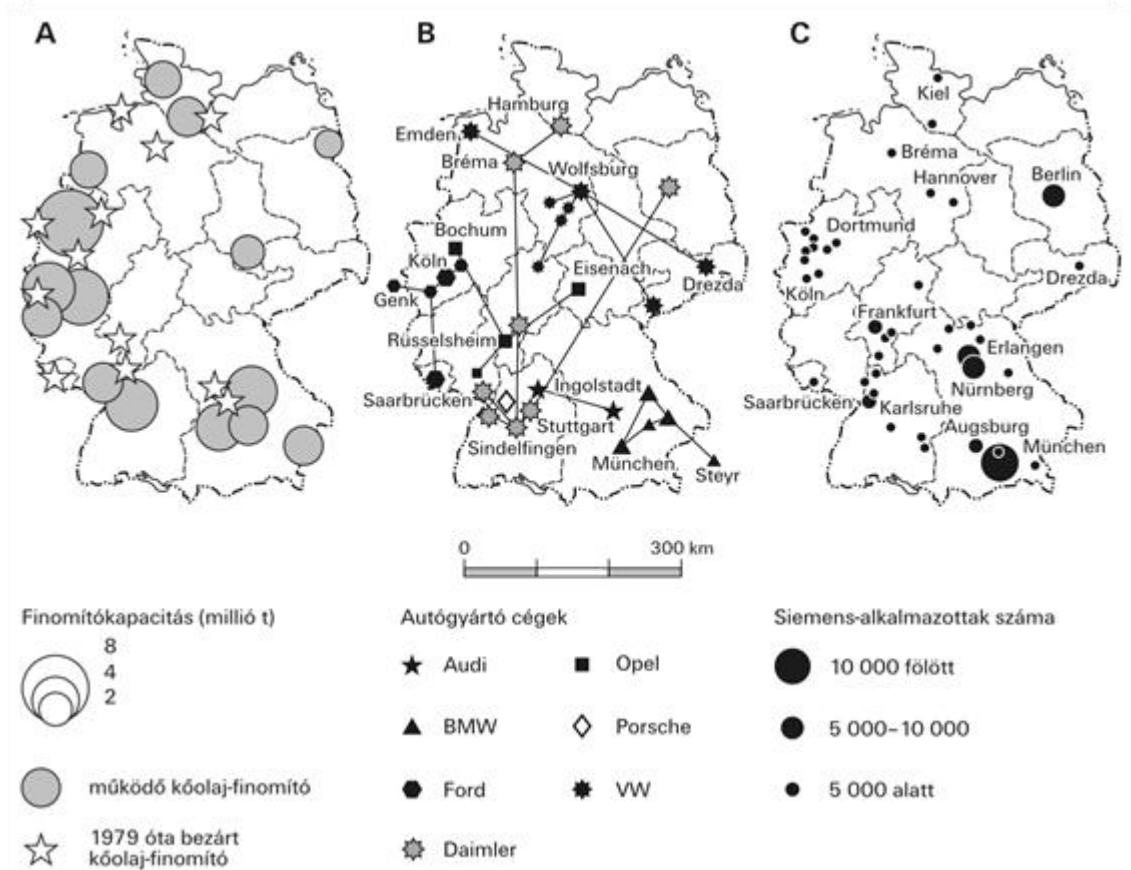 A
B
C
Hamburg
Emden
Bréma
Wolfsburg
Bochum
Köln
Genk
Eisenach
Drezda
Rüsselsheim
Saarbrücken
Ingolstadt
Stuttgart
Sindelfingen
München
Steyr
Kiel
Bréma
Hannover
Berlin
Dortmund
Köln
Drezda
Frankfurt
Erlangen
Nürnberg
Saarbrücken
Karlsruhe
Augsburg
München
0 300 km
Finomítókapacitás (millió t)
8
4
2
működő kőolaj-finomító
1979 óta bezárt
kőolaj-finomító
Autógyártó cégek
Audi
Opel
BMW
Porsche
Ford
VW
Daimler
Siemens-alkalmazottak száma
10 000 fölött
5 000–10 000
5 000 alatt